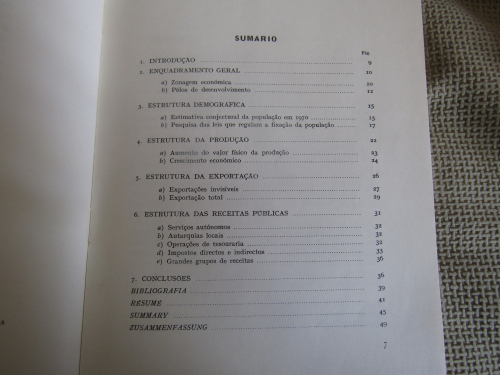 SUMARIO
Pág
1. INTRODUÇÃO 9
2. ENQUADRAMENTO GERAL 10
a) Zonagem económica 10
b) Pólos de desenvolvimento 12
3. ESTRUTURA DEMOGRÁFICA 15
a) Estimativa conjectural da população em 1970 15
b) Pesquisa das leis que regulam a fixação da população 17
4. ESTRUTURA DA PRODUÇÃO 22
a) Aumento do valor físico da produção 23
b) Crescimento económico 24
5. ESTRUTURA DA EXPORTAÇÃO 26
a) Exportações invisíveis 27
b) Exportação total 29
6. ESTRUTURA DAS RECEITAS PÚBLICAS 31
a) Serviços autónomos 32
b) Autarquias locais 32
c) Operações de tesouraria 32
d) Impostos directos e indirectos 33
e) Grandes grupos de receitas 36
7. CONCLUSÕES 36
BIBLIOGRAFIA 39
RÉSUMÉ 41
SUMMARY 45
ZUSAMMENFASSUNG 49
7